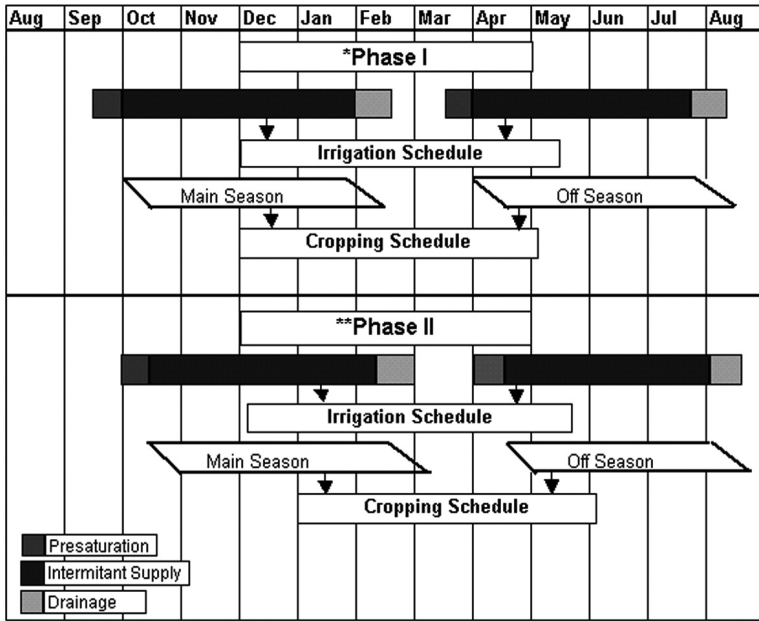 Aug Sep Oct Nov Dec Jan Feb Mar Apr May Jun Jul Aug
*Phase I
Irrigation Schedule
Main Season Off Season
Cropping Schedule
**Phase II
Irrigation Schedule
Main Season Off Season
Cropping Schedule
Presaturation
Intermitant Supply
Drainage